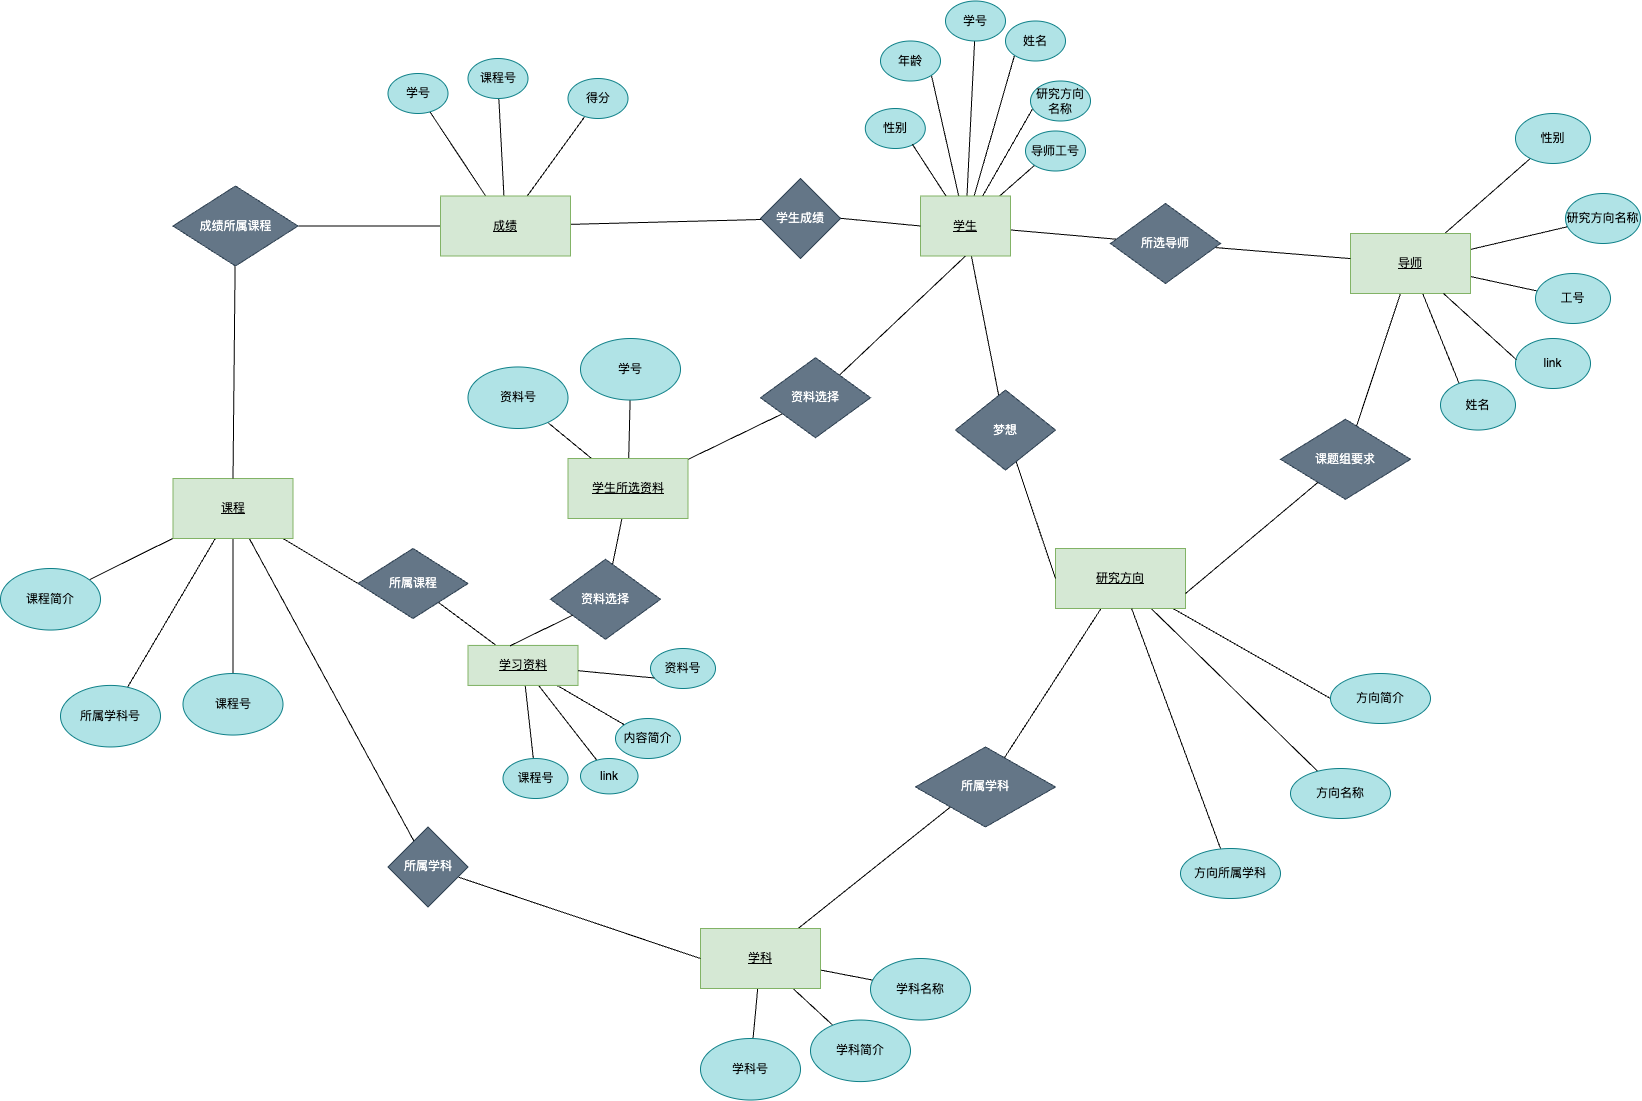 学号
姓名
年龄
课程号
学号
得分
研究方向
名称
性别
导师工号
性别
成绩所属课程
成绩
学生成绩
学生
所选导师
研究方向名称
导师
工号
link
姓名
学号
资料号
资料选择
梦想
课题组要求
学生所选资料
课程
所属课程
资料选择
研究方向
课程简介
学习资料
资料号
所属学科号
课程号
内容简介
课程号
link
方向简介
方向名称
所属学科
所属学科
方向所属学科
学科
学科名称
学科简介
学科号